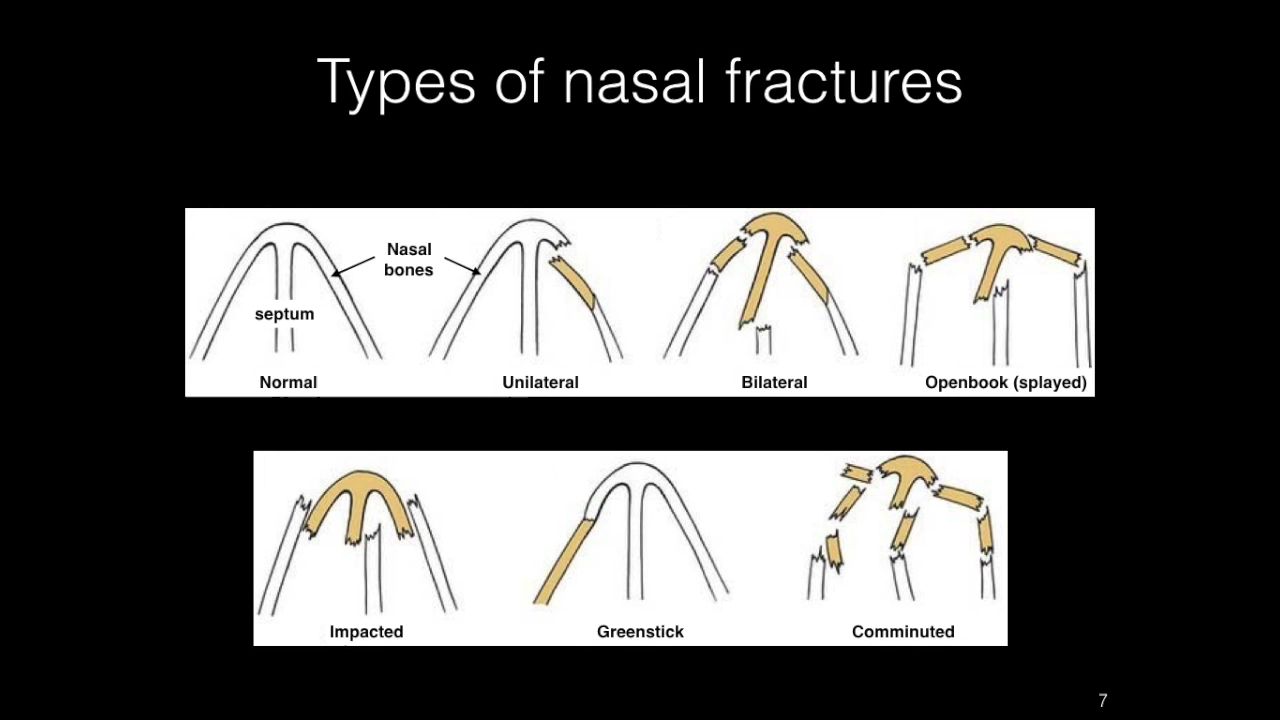 Types of nasal fractures
Nasal
bones
septum
Normal
Unilateral
Bilateral
Openbook (splayed)
Impacted
Greenstick
Comminuted
7